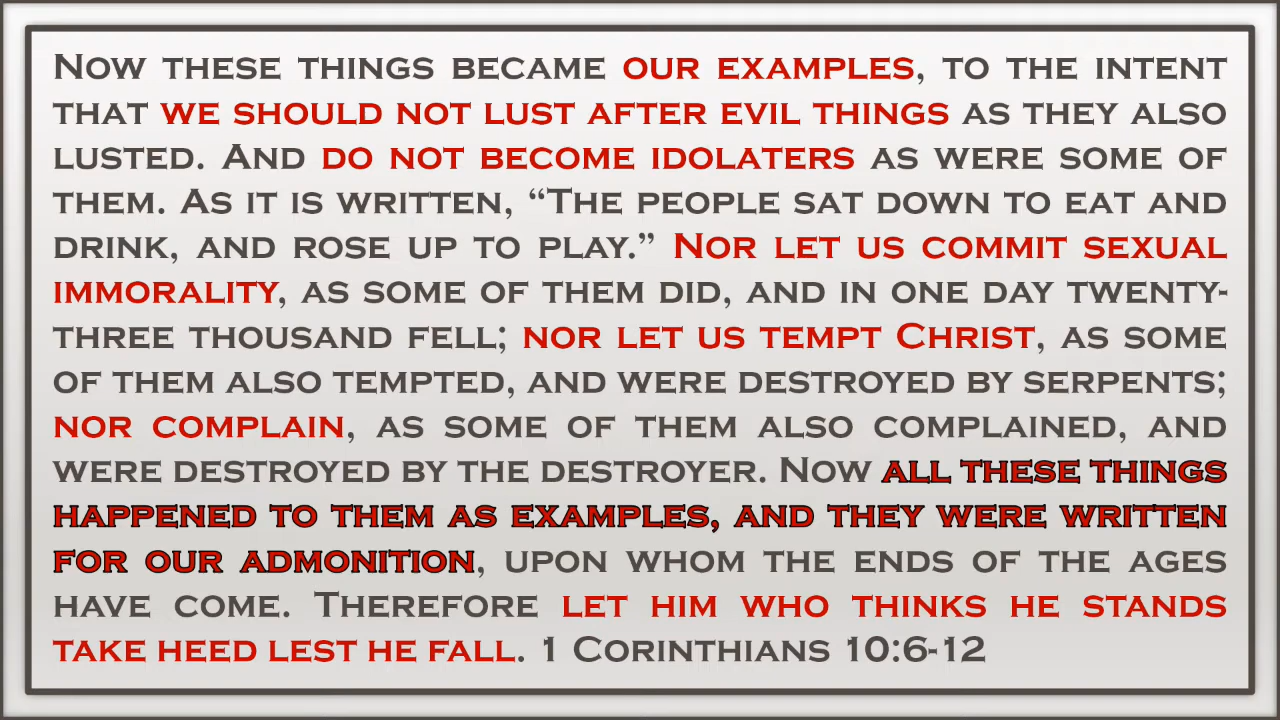 Now these things became our examples, to the intent
that we should not lust after evil things as they also
lusted. And do not become idolaters as were some of
them. As it is written, “The people sat down to eat and
drink, and rose up to play.” Nor let us commit sexual
immorality, as some of them did, and in one day twenty-
three thousand fell; nor let us tempt Christ, as some
of them also tempted, and were destroyed by serpents;
nor complain, as some of them also complained, and
were destroyed by the destroyer. Now all these things
happened to them as examples, and they were written
for our admonition, upon whom the ends of the ages
have come. Therefore let him who thinks he stands
take heed lest he fall. 1 Corinthians 10:6-12